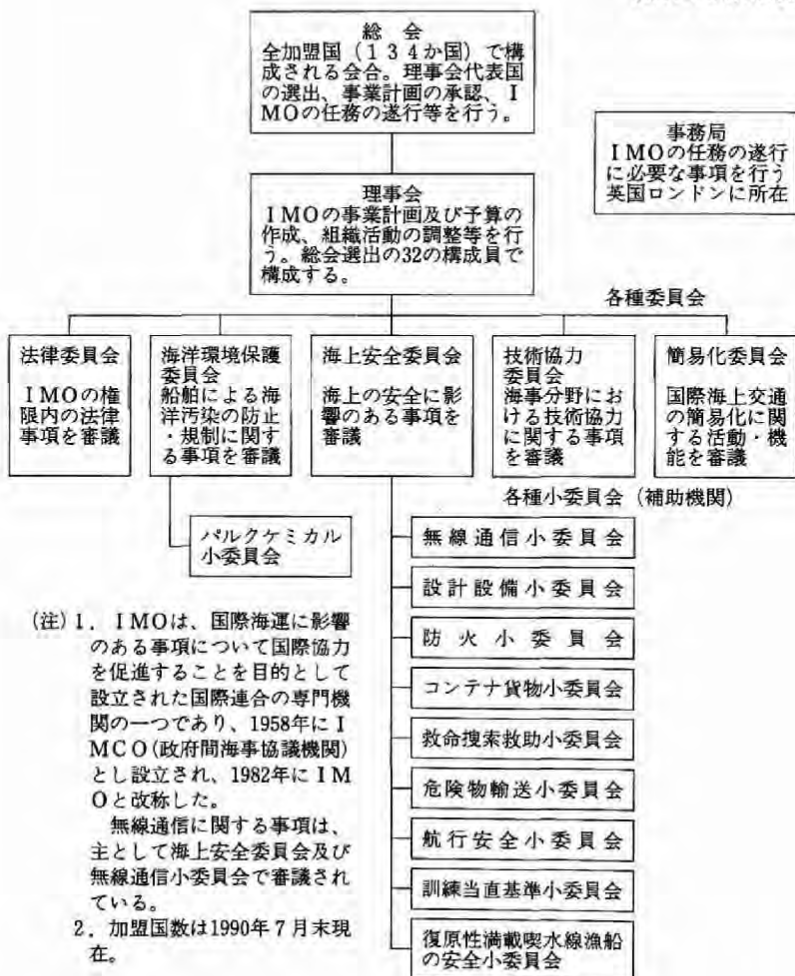 総　会
全加盟国（１３４か国）で構
成される会合。理事会代表国
の選出、事業計画の承認、Ｉ
ＭＯの任務の遂行等を行う。
事務局
ＩＭＯの任務の遂行
に必要な事項を行う
英国ロンドンに所在
理事会
ＩＭＯの事業計画及び予算の
作成、組織活動の調整等を行
う。総会選出の32の構成員で
構成する。
各種委員会
法律委員会
ＩＭＯの権
限内の法律
事項を審議
海洋環境保護
委員会
船舶による海
洋汚染の防止
・規制に関す
る事項を審議
海上安全委員会
海上の安全に影
響のある事項を
審議
技術協力
委員会
海事分野にお
ける技術協力
に関する事項
を審議
簡易化委員会
国際海上交通
の簡易化に関
する活動・機
能を審議
各種小委員会（補助機関）
バルクケミカル
小委員会
無線通信小委員会
設計設備小委員会
防火小委員会
コンテナ貨物小委員会
救命捜索救助小委員会
危険物輸送小委員会
航行安全小委員会
訓練当直基準小委員会
復原性満載喫水線漁船
の安全小委員会
(注) 1．ＩＭＯは、国際海運に影響
のある事項について国際協力
を促進することを目的として
設立された国際連合の専門機
関の一つであり、1958年にＩ
ＭＣＯ(政府間海事協議機関)
とし設立され、1982年にＩＭ
Ｏと改称した。
無線通信に関する事項は、
主として海上安全委員会及び
無線通信小委員会で審議され
ている。
2．加盟国数は1990年７月末現
在。